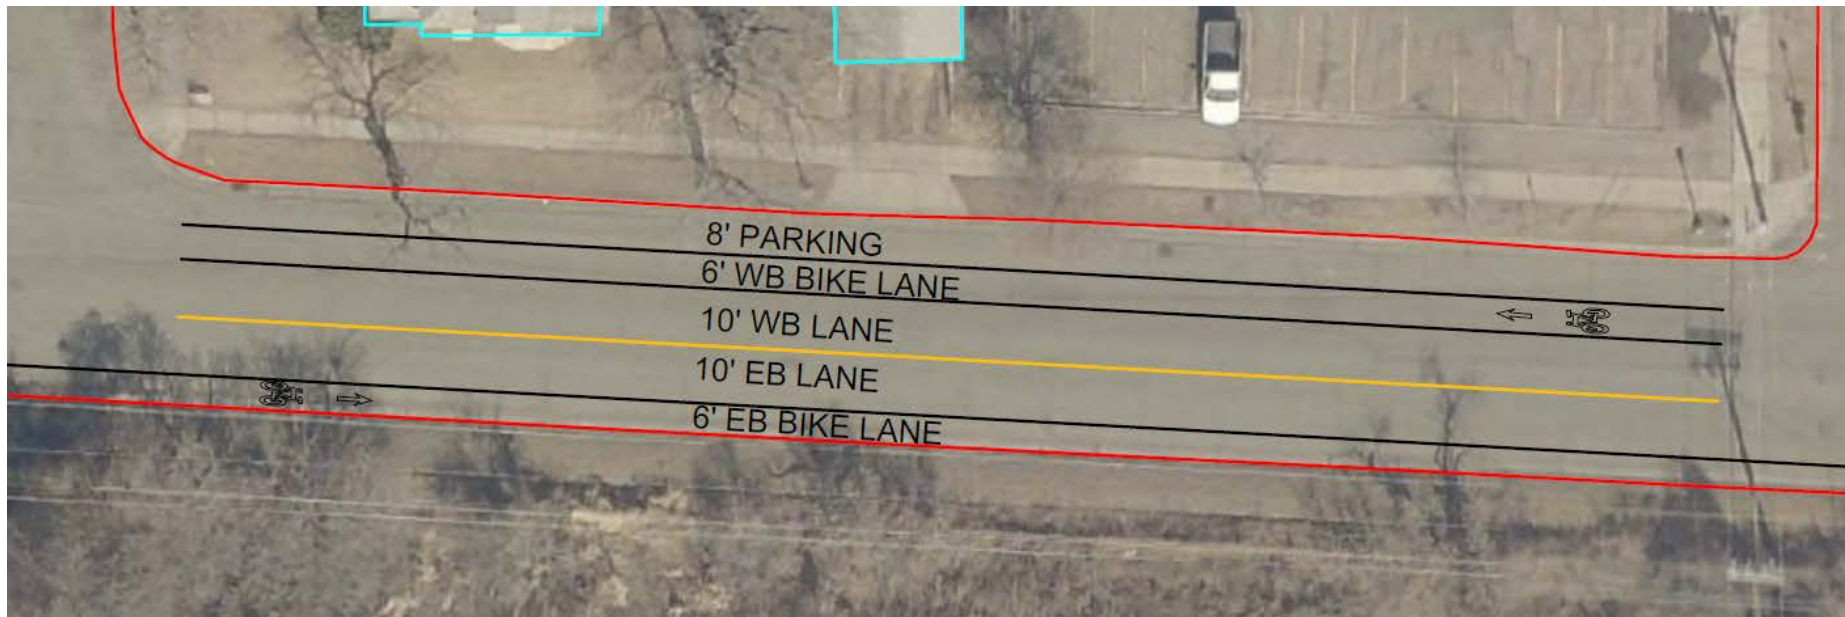 8' PARKING
6' WB BIKE LANE
10' WB LANE
10' EB LANE
6' EB BIKE LANE